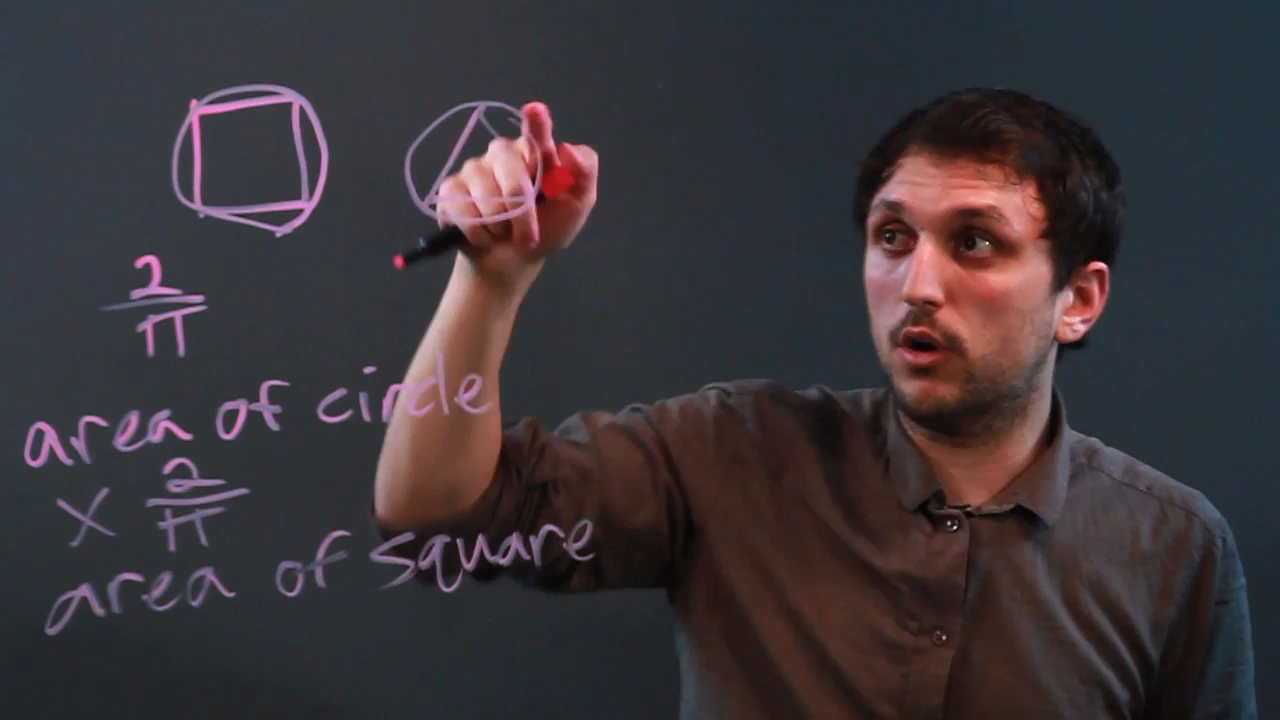 2
π
area of circle
× 2
π
area of square